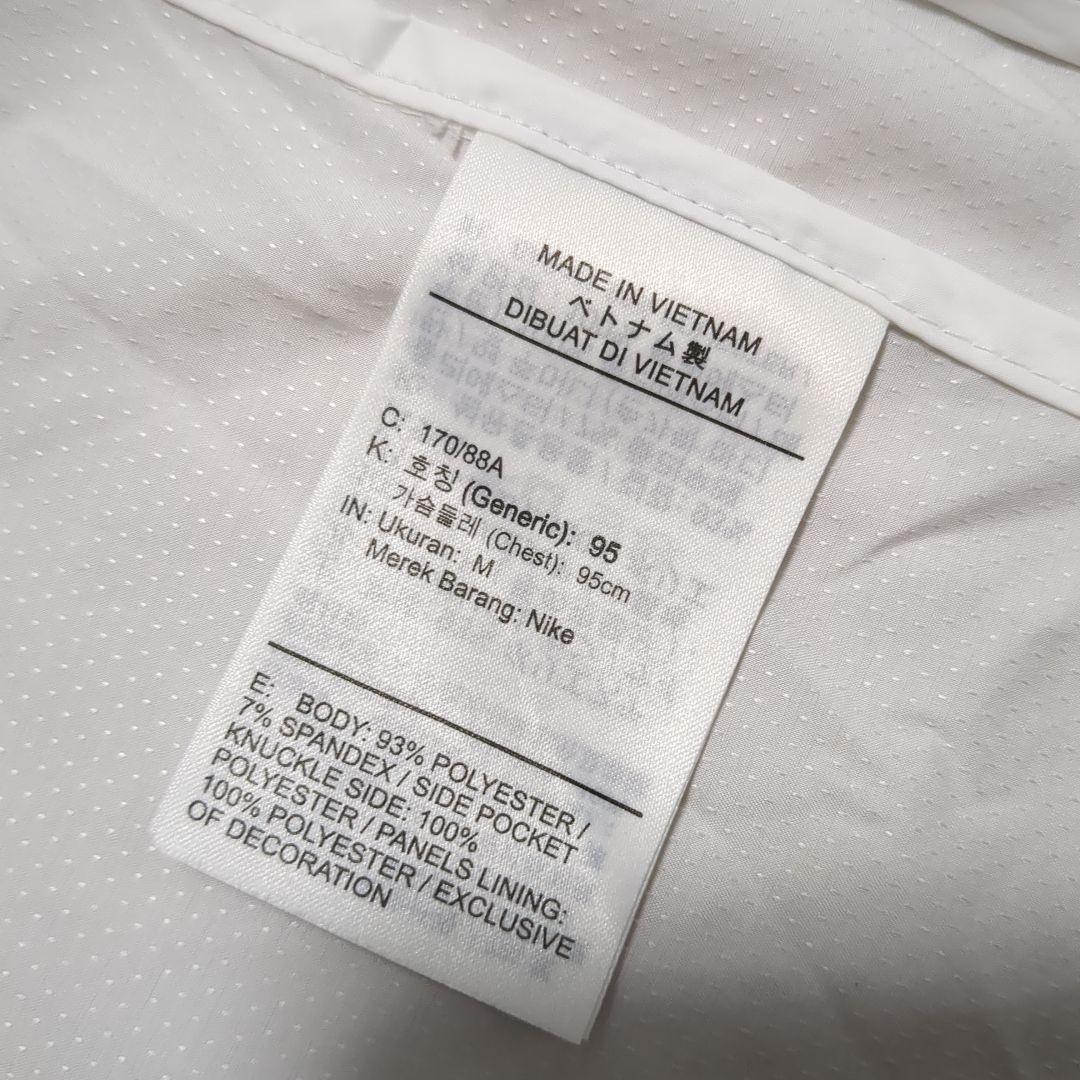 MADE IN VIETNAM
ベトナム製
DIBUAT DI VIETNAM
C: 170/88A
K: 호칭 (Generic): 95
가슴둘레 (Chest): 95cm
IN: Ukuran: M
Merek Barang: Nike
E: BODY: 93% POLYESTER /
7% SPANDEX / SIDE POCKET
KNUCKLE SIDE: 100%
POLYESTER / PANELS LINING:
100% POLYESTER / EXCLUSIVE
OF DECORATION